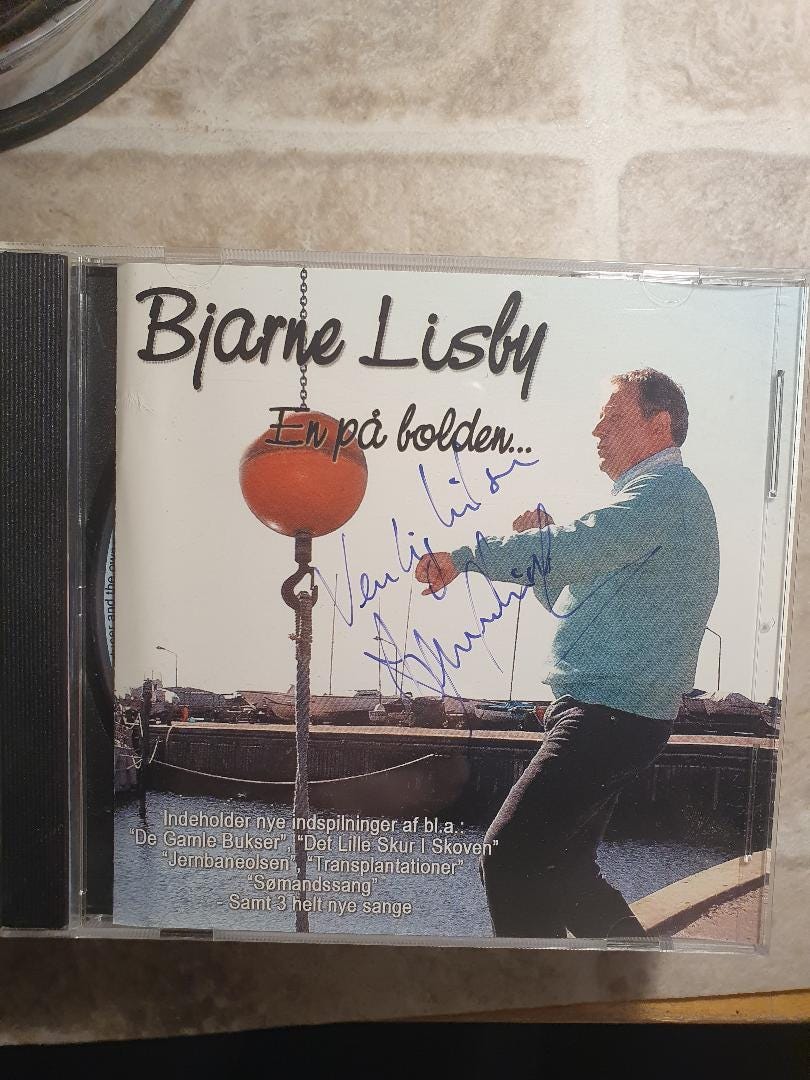 Bjarne Lisby
En på bolden...
Venlig hilsen
Indeholder nye indspilninger af bl.a.:
"De Gamle Bukser", "Det Lille Skur I Skoven"
"Jernbaneolsen", "Transplantationer"
"Sømandssang"
- Samt 3 helt nye sange